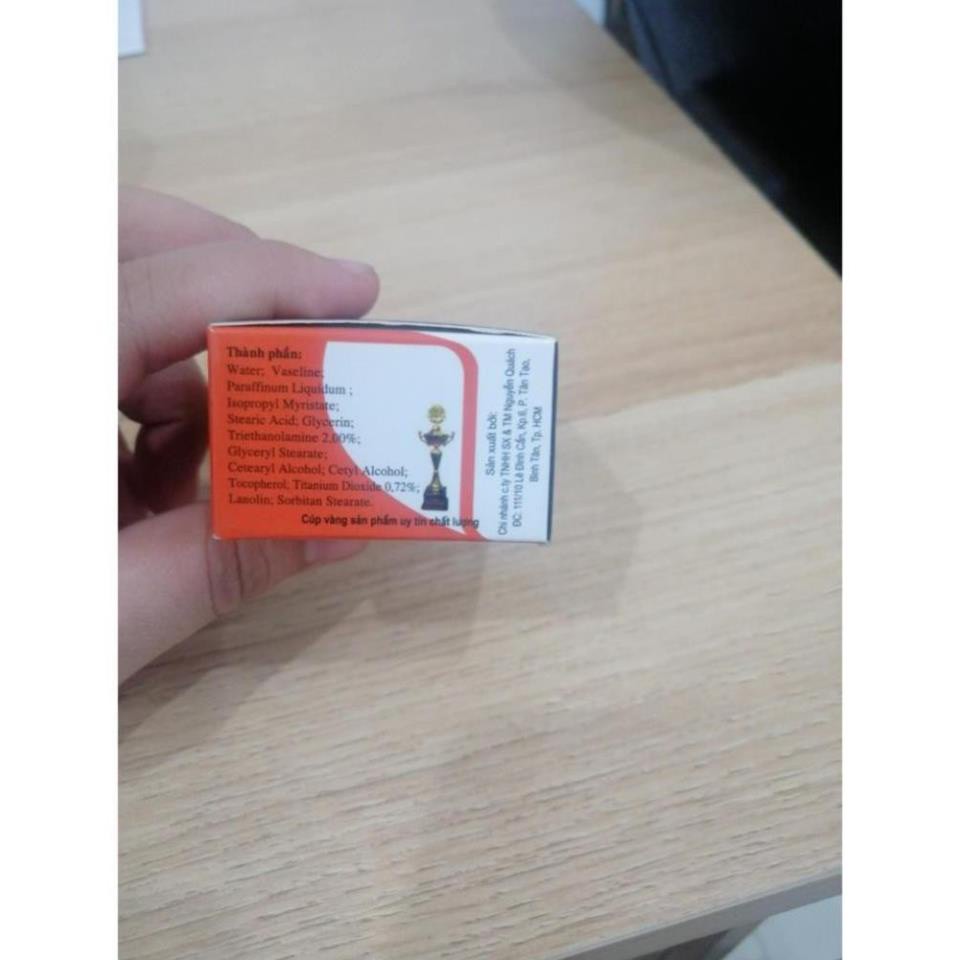 Thành phần:
Water; Vaseline;
Paraffinum Liquidum ;
Isopropyl Myristate;
Stearic Acid; Glycerin;
Triethanolamine 2,00%;
Glyceryl Stearate;
Cetearyl Alcohol; Cetyl Alcohol;
Tocopherol; Titanium Dioxide 0,72%;
Lanolin; Sorbitan Stearate.
Cúp vàng sản phẩm uy tín chất lượng
Sản xuất bởi:
Chi nhánh c.ty TNHH SX & TM Nguyễn Quách
ĐC: 111/10 Lê Đình Cẩn, Kp.6, P. Tân Tạo,
Bình Tân, Tp. HCM